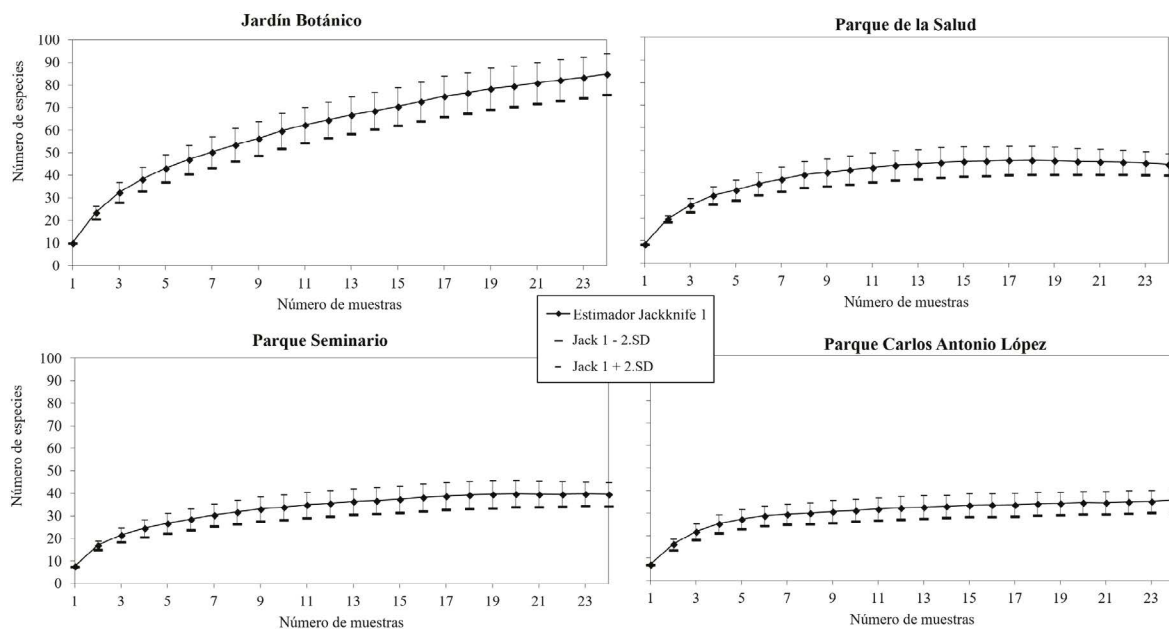 Jardín Botánico
Número de especies
100
90
80
70
60
50
40
30
20
10
0
1 3 5 7 9 11 13 15 17 19 21 23
Número de muestras
Parque de la Salud
1 3 5 7 9 11 13 15 17 19 21 23
Número de muestras
Estimador Jackknife 1
Jack 1 - 2.SD
Jack 1 + 2.SD
Parque Seminario
Número de especies
100
90
80
70
60
50
40
30
20
10
0
1 3 5 7 9 11 13 15 17 19 21 23
Número de muestras
Parque Carlos Antonio López
1 3 5 7 9 11 13 15 17 19 21 23
Número de muestras